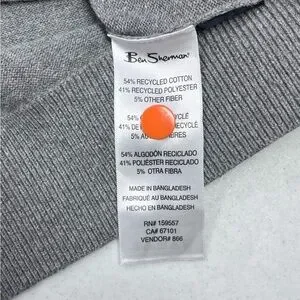 Ben Sherman
54% RECYCLED COTTON
41% RECYCLED POLYESTER
5% OTHER FIBER
54%
41% DE
5%
54% ALGODÓN RECICLADO
41% POLIÉSTER RECICLADO
5% OTRA FIBRA
MADE IN BANGLADESH
FABRIQUÉ AU BANGLADESH
HECHO EN BANGLADESH
RN# 159557
CA# 67101
VENDOR# 866